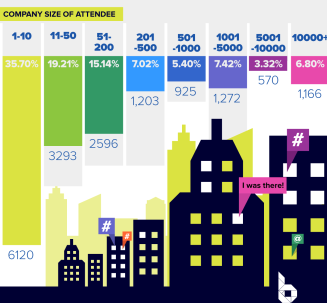 COMPANY SIZE OF ATTENDEE
1-10 11-50 51-200 201-500 501-1000 1001-5000 5001-10000 10000+
35.70% 19.21% 15.14% 7.02% 5.40% 7.42% 3.32% 6.80%
6120 3293 2596 1,203 925 1,272 570 1,166
#
I was there!
#
#
@
b